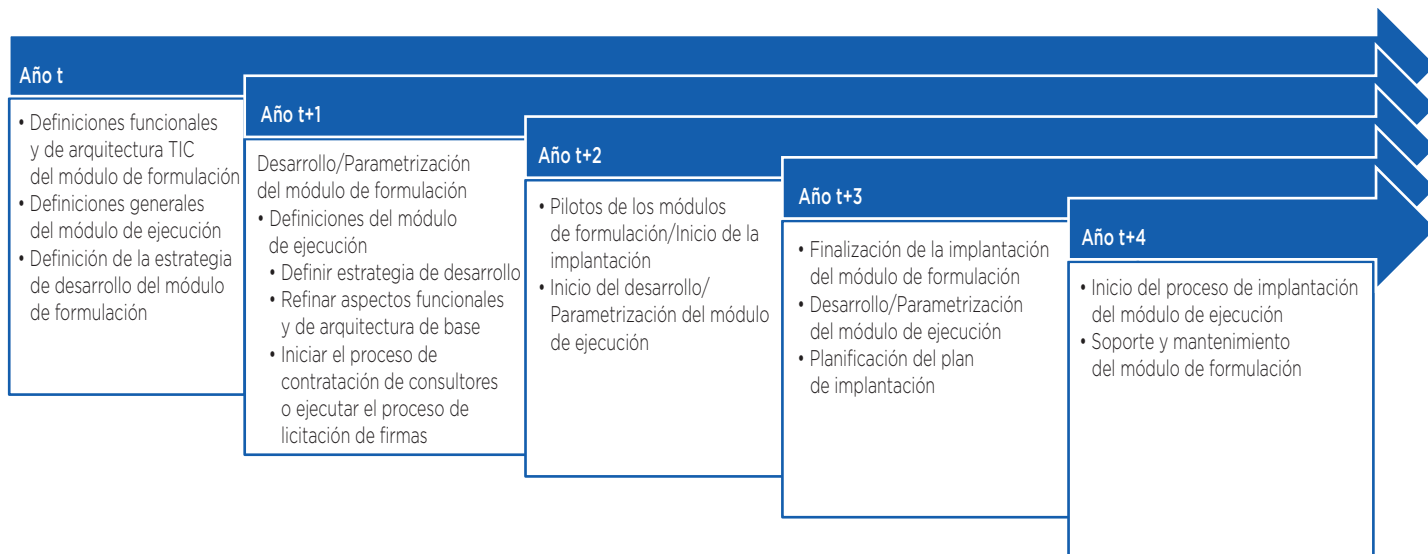 Año t
• Definiciones funcionales
y de arquitectura TIC
del módulo de formulación
• Definiciones generales
del módulo de ejecución
• Definición de la estrategia
de desarrollo del módulo
de formulación
Año t+1
Desarrollo/Parametrización
del módulo de formulación
• Definiciones del módulo
de ejecución
• Definir estrategia de desarrollo
• Refinar aspectos funcionales
y de arquitectura de base
• Iniciar el proceso de
contratación de consultores
o ejecutar el proceso de
licitación de firmas
Año t+2
• Pilotos de los módulos
de formulación/Inicio de la
implantación
• Inicio del desarrollo/
Parametrización del módulo
de ejecución
Año t+3
• Finalización de la implantación
del módulo de formulación
• Desarrollo/Parametrización
del módulo de ejecución
• Planificación del plan
de implantación
Año t+4
• Inicio del proceso de implantación
del módulo de ejecución
• Soporte y mantenimiento
del módulo de formulación